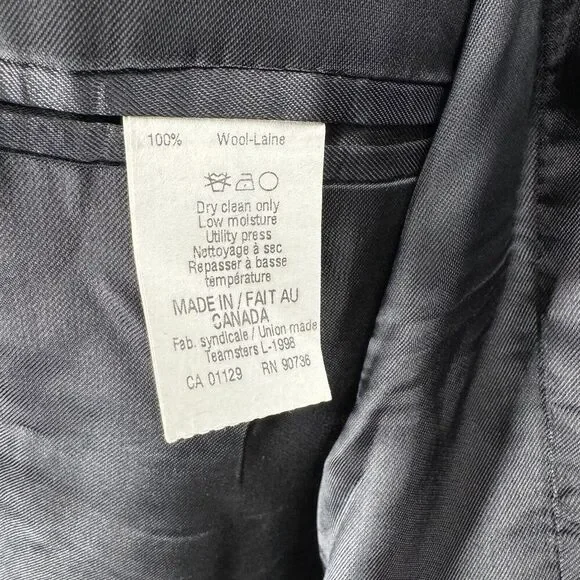 100% Wool-Laine
Dry clean only
Low moisture
Utility press
Nettoyage à sec
Repasser à basse
température
MADE IN / FAIT AU
CANADA
Fab. syndicale / Union made
Teamsters L-1998
CA 01129 RN 90736